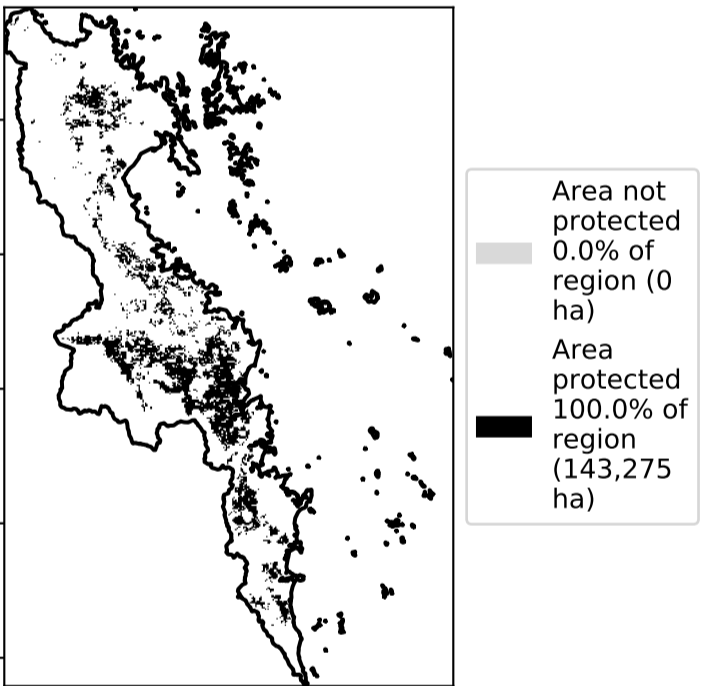 Area not
protected
0.0% of
region (0
ha)
Area
protected
100.0% of
region
(143,275
ha)